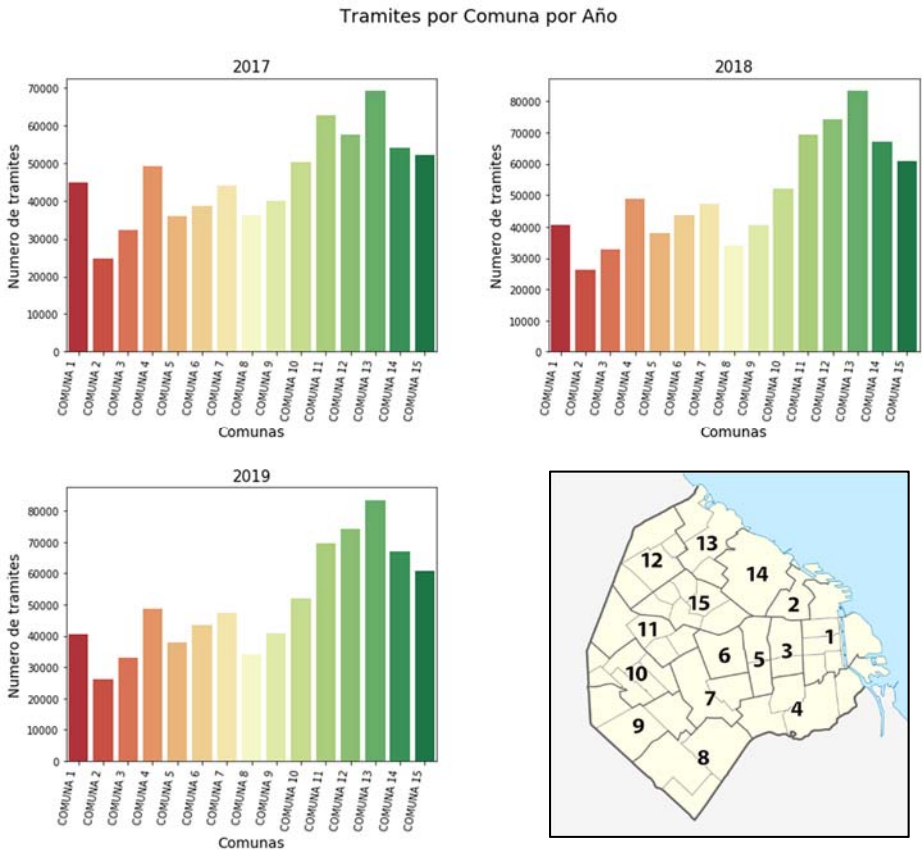 Tramites por Comuna por Año
2017
70000
60000
50000
40000
30000
20000
10000
0
Numero de tramites
COMUNA 1
COMUNA 2
COMUNA 3
COMUNA 4
COMUNA 5
COMUNA 6
COMUNA 7
COMUNA 8
COMUNA 9
COMUNA 10
COMUNA 11
COMUNA 12
COMUNA 13
COMUNA 14
COMUNA 15
Comunas
2018
80000
70000
60000
50000
40000
30000
20000
10000
0
Numero de tramites
COMUNA 1
COMUNA 2
COMUNA 3
COMUNA 4
COMUNA 5
COMUNA 6
COMUNA 7
COMUNA 8
COMUNA 9
COMUNA 10
COMUNA 11
COMUNA 12
COMUNA 13
COMUNA 14
COMUNA 15
Comunas
2019
80000
70000
60000
50000
40000
30000
20000
10000
0
Numero de tramites
COMUNA 1
COMUNA 2
COMUNA 3
COMUNA 4
COMUNA 5
COMUNA 6
COMUNA 7
COMUNA 8
COMUNA 9
COMUNA 10
COMUNA 11
COMUNA 12
COMUNA 13
COMUNA 14
COMUNA 15
Comunas
13
12
14
15
2
11
1
6
5
3
10
7
4
9
8